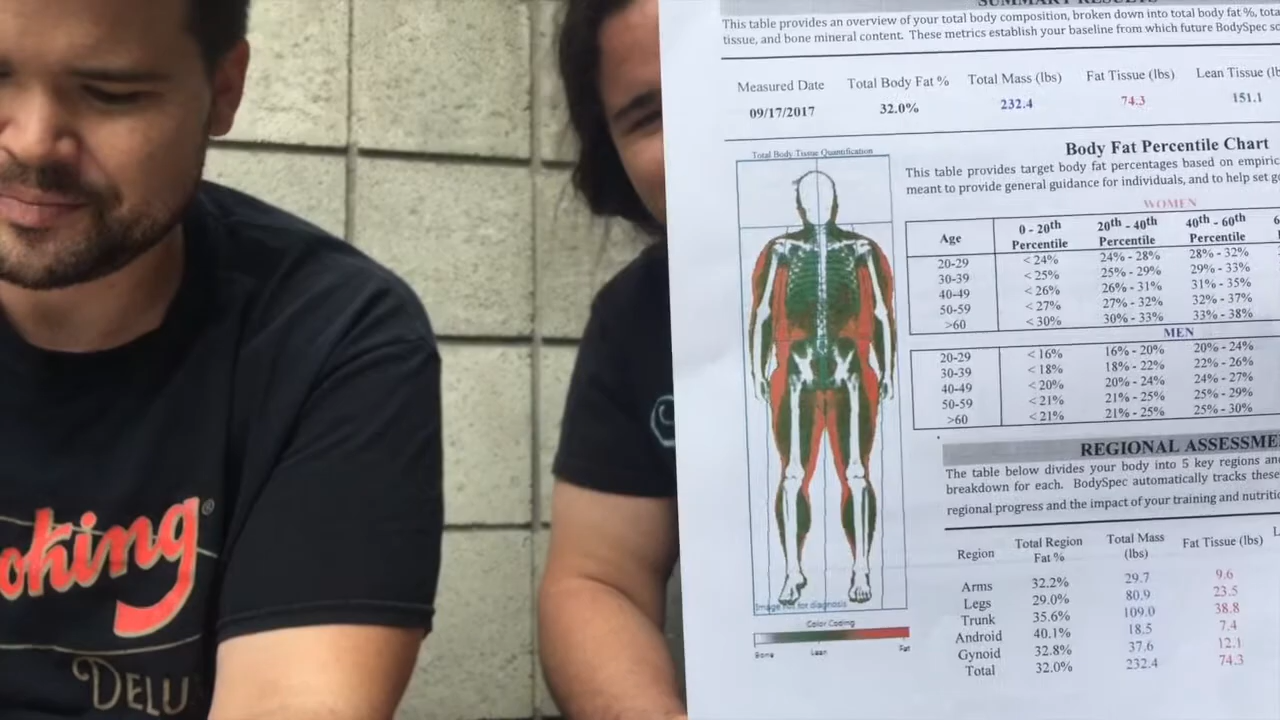 SUMMARY RESULTS
This table provides an overview of your total body composition, broken down into total body fat %, tota
tissue, and bone mineral content. These metrics establish your baseline from which future BodySpec sc
Measured Date Total Body Fat % Total Mass (lbs) Fat Tissue (lbs) Lean Tissue (lb
09/17/2017 32.0% 232.4 74.3 151.1
Total Body Tissue Quantification
Image not for diagnosis
Color Coding
Bone Lean Fat
Body Fat Percentile Chart
This table provides target body fat percentages based on empiric
meant to provide general guidance for individuals, and to help set go
WOMEN
Age 0 - 20th Percentile 20th - 40th Percentile 40th - 60th Percentile 6
20-29 < 24% 24% - 28% 28% - 32%
30-39 < 25% 25% - 29% 29% - 33%
40-49 < 26% 26% - 31% 31% - 35%
50-59 < 27% 27% - 32% 32% - 37%
>60 < 30% 30% - 33% 33% - 38%
MEN
20-29 < 16% 16% - 20% 20% - 24%
30-39 < 18% 18% - 22% 22% - 26%
40-49 < 20% 20% - 24% 24% - 27%
50-59 < 21% 21% - 25% 25% - 29%
>60 < 21% 21% - 25% 25% - 30%
REGIONAL ASSESSME
The table below divides your body into 5 key regions and
breakdown for each. BodySpec automatically tracks these
regional progress and the impact of your training and nutritio
Region Total Region Fat % Total Mass (lbs) Fat Tissue (lbs) L
Arms 32.2% 29.7 9.6
Legs 29.0% 80.9 23.5
Trunk 35.6% 109.0 38.8
Android 40.1% 18.5 7.4
Gynoid 32.8% 37.6 12.1
Total 32.0% 232.4 74.3
oking®
DELU